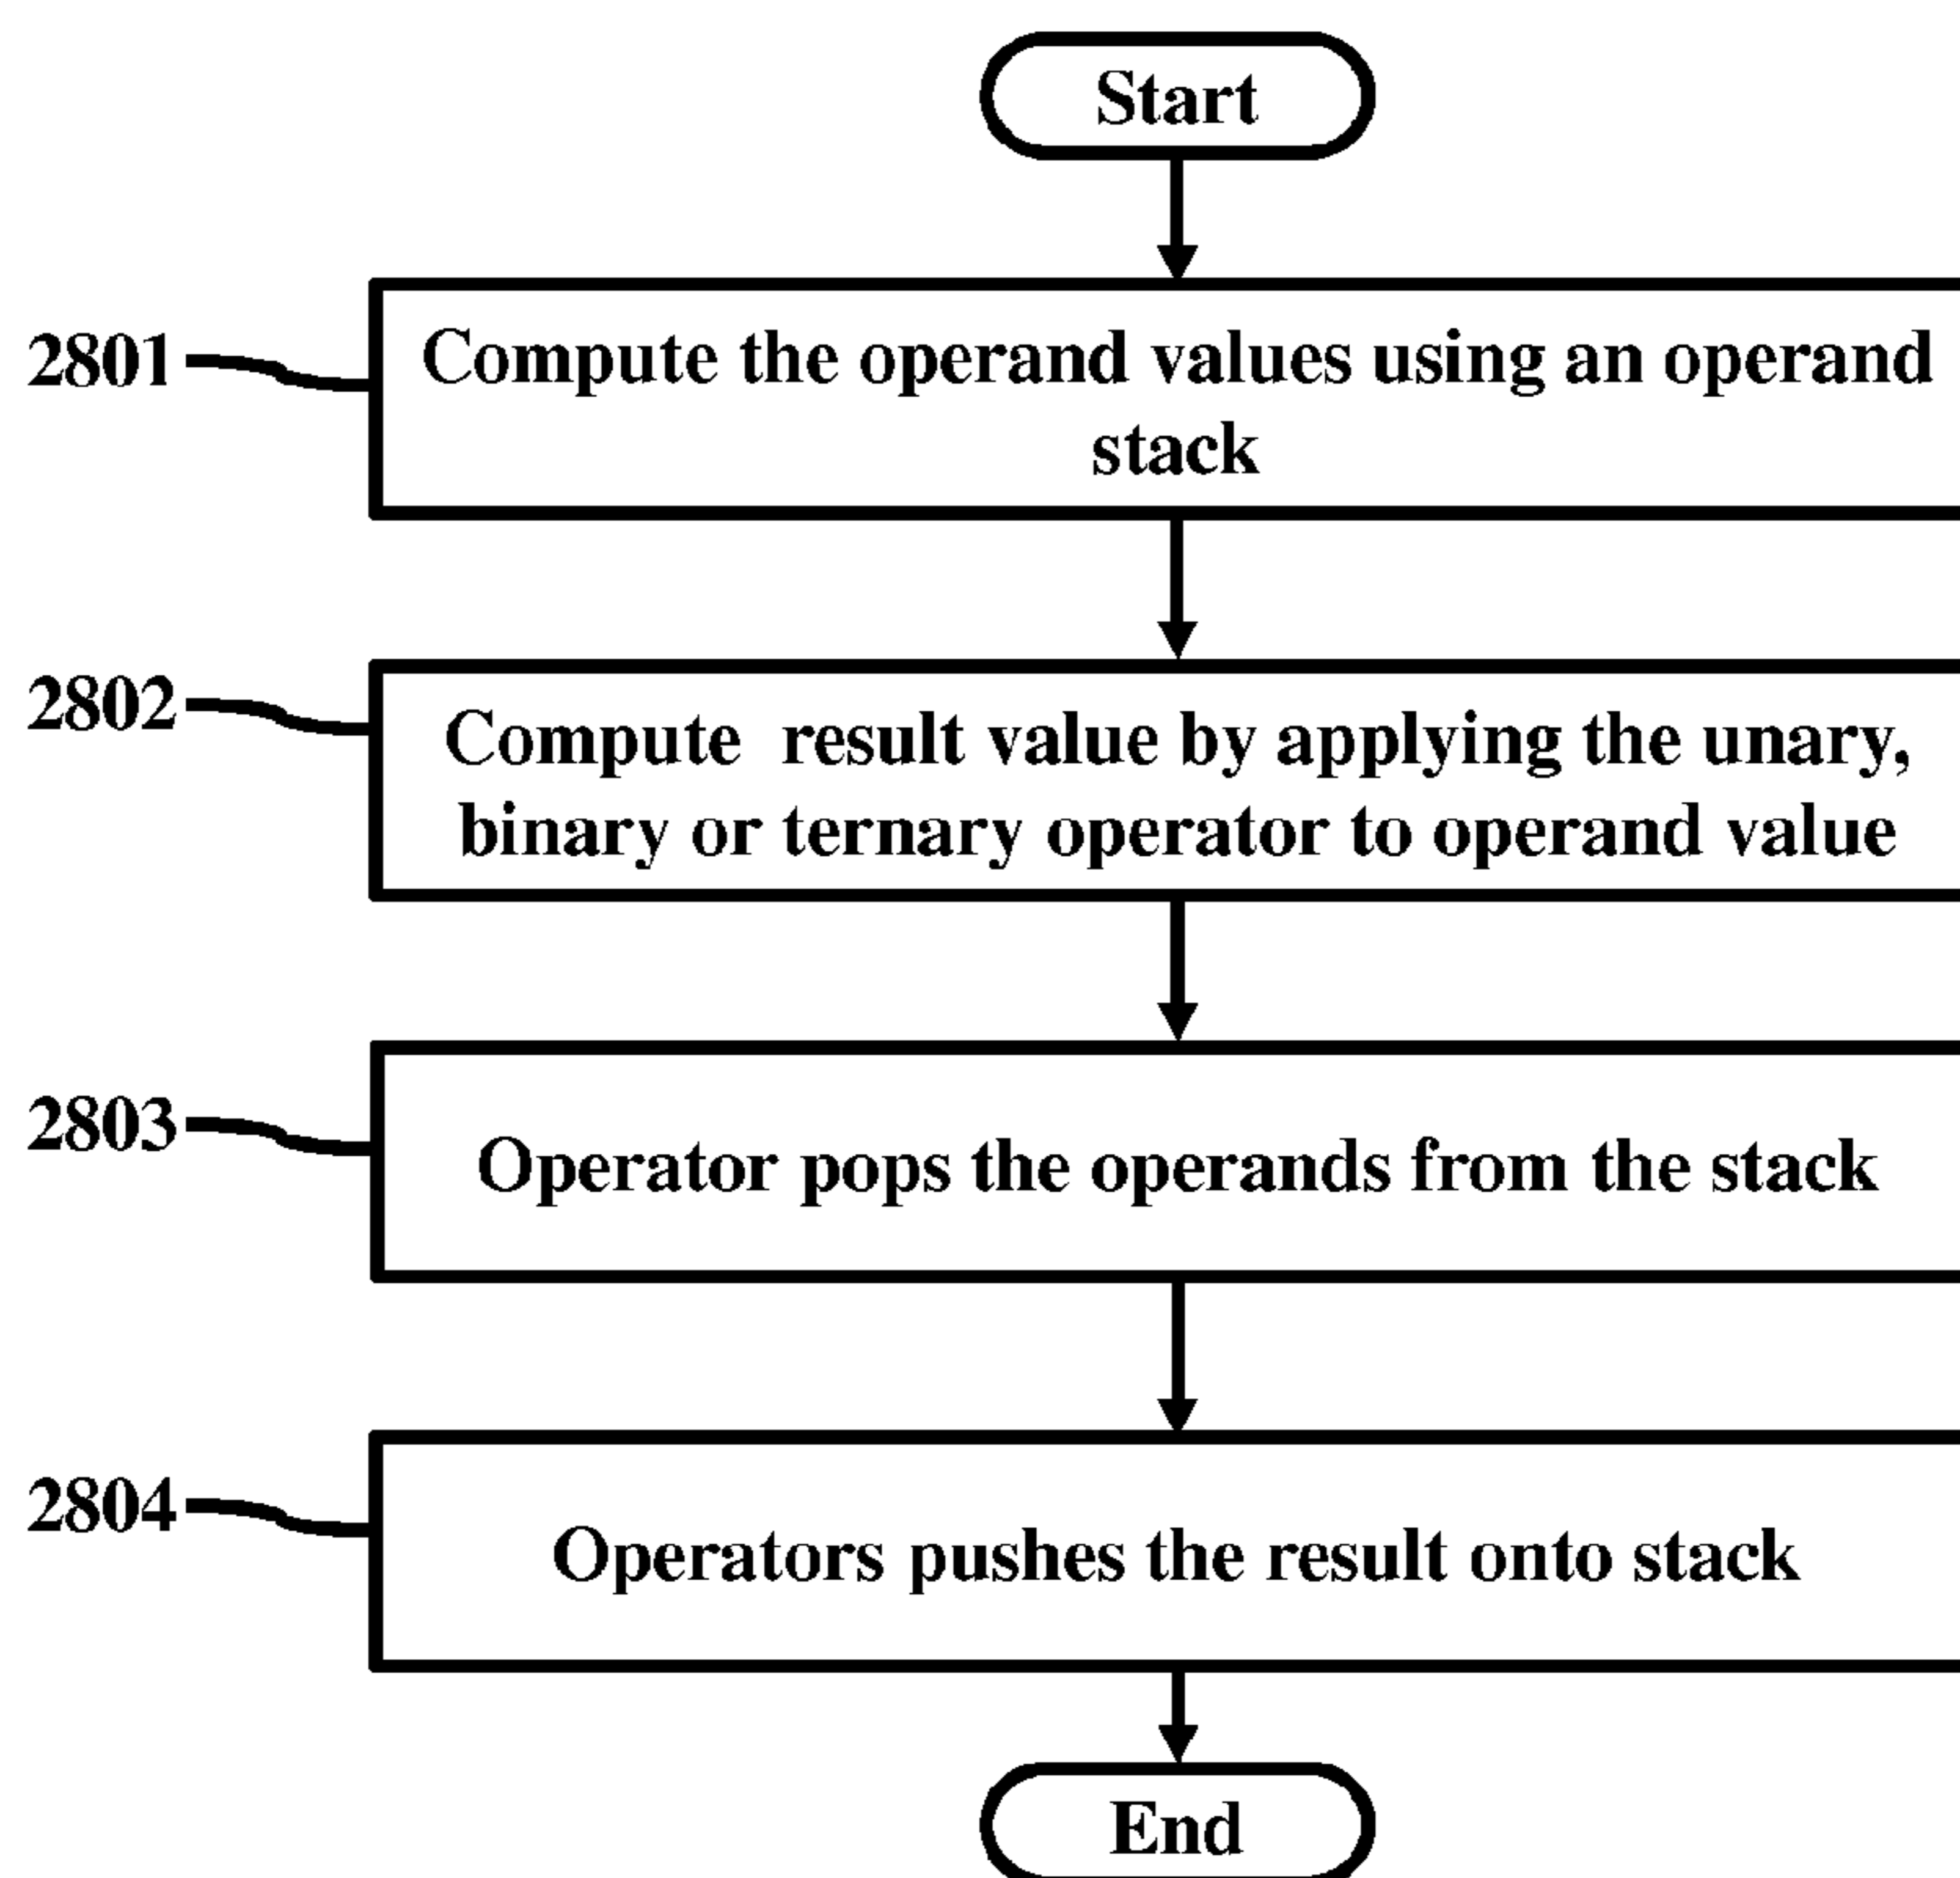 Start
2801
Compute the operand values using an operand
stack
2802
Compute  result value by applying the unary,
binary or ternary operator to operand value
2803
Operator pops the operands from the stack
2804
Operators pushes the result onto stack
End